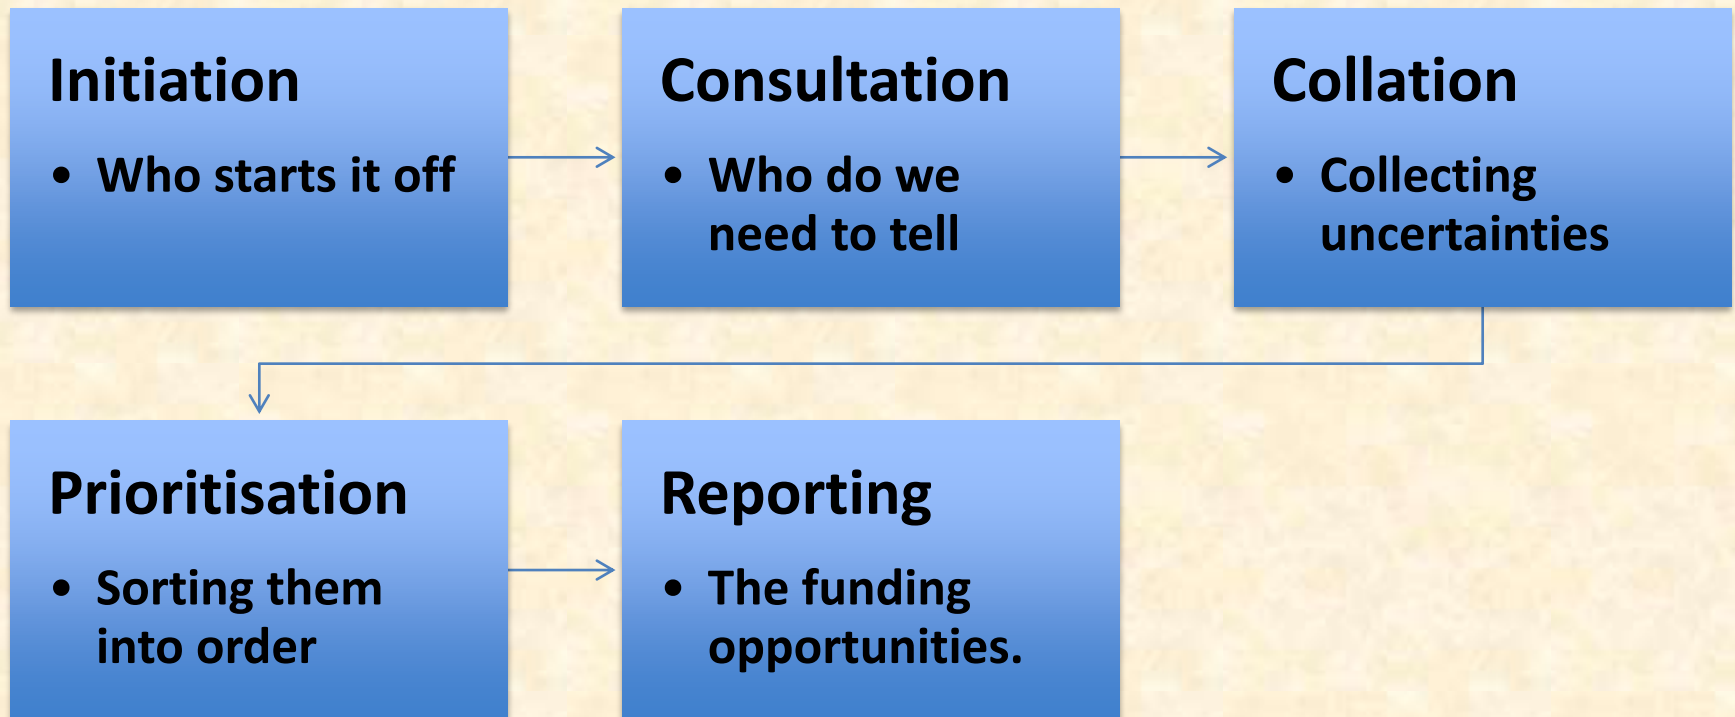 Initiation
• Who starts it off
Consultation
• Who do we
need to tell
Collation
• Collecting
uncertainties
Prioritisation
• Sorting them
into order
Reporting
• The funding
opportunities.